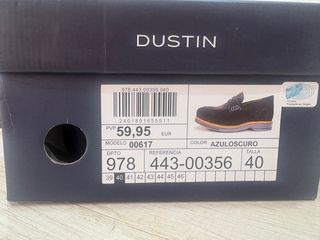 DUSTIN
978.443.00356.040
2401891655511
PVP 59,95 EUR
MODELO 00617 COLOR AZULOSCURO
DPTO REFERENCIA TALLA
978 443-00356 40
39 40 41 42 43 44 45 46